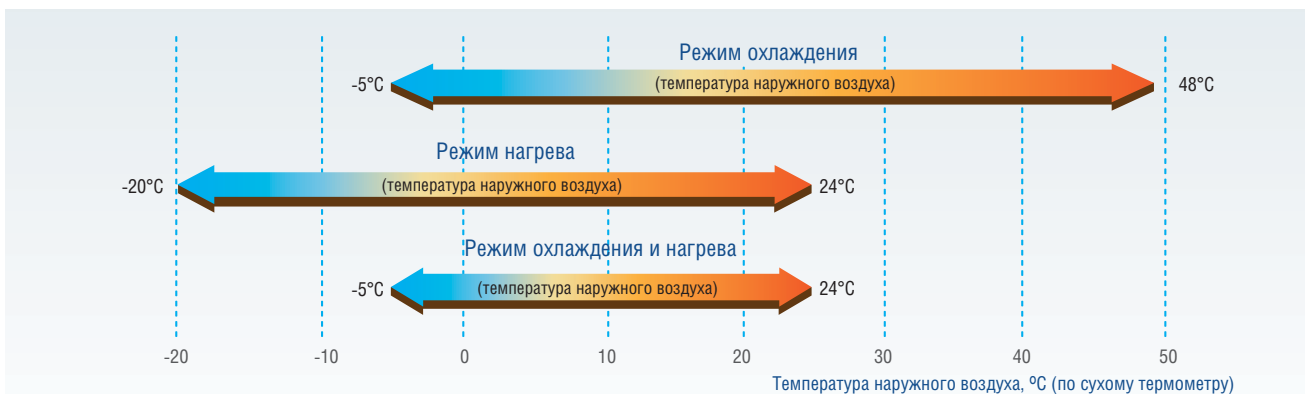 Режим охлаждения
-5°C
(температура наружного воздуха)
48°C
Режим нагрева
-20°C
(температура наружного воздуха)
24°C
Режим охлаждения и нагрева
-5°C
(температура наружного воздуха)
24°C
-20 -10 0 10 20 30 40 50
Температура наружного воздуха, ºС (по сухому термометру)